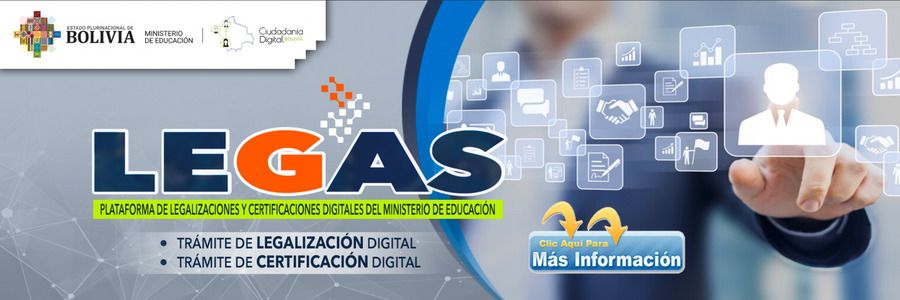 ESTADO PLURINACIONAL DE
BOLIVIA
MINISTERIO
DE EDUCACIÓN
Ciudadanía
Digital BOLIVIA
LEGAS
PLATAFORMA DE LEGALIZACIONES Y CERTIFICACIONES DIGITALES DEL MINISTERIO DE EDUCACIÓN
• TRÁMITE DE LEGALIZACIÓN DIGITAL
• TRÁMITE DE CERTIFICACIÓN DIGITAL
Clic Aquí Para
Más Información